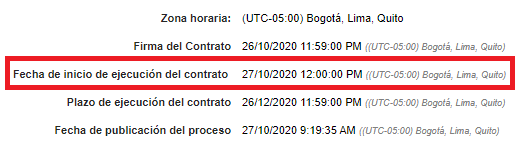 Zona horaria: (UTC-05:00) Bogotá, Lima, Quito
Firma del Contrato 26/10/2020 11:59:00 PM ((UTC-05:00) Bogotá, Lima, Quito)
Fecha de inicio de ejecución del contrato 27/10/2020 12:00:00 PM ((UTC-05:00) Bogotá, Lima, Quito)
Plazo de ejecución del contrato 26/12/2020 11:59:00 PM ((UTC-05:00) Bogotá, Lima, Quito)
Fecha de publicación del proceso 27/10/2020 9:19:35 AM ((UTC-05:00) Bogotá, Lima, Quito)